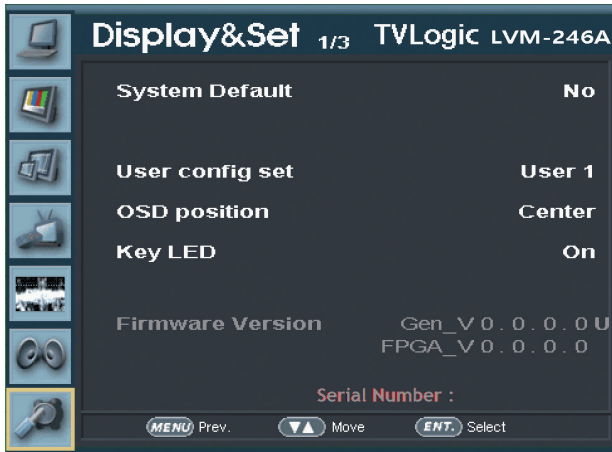 Display&Set 1/3 TVLogic LVM-246A
System Default No
User config set User 1
OSD position Center
Key LED On
Firmware Version Gen_V 0 . 0 . 0 . 0 U
FPGA_V 0 . 0 . 0 . 0
Serial Number :
MENU Prev. ▼▲ Move ENT. Select